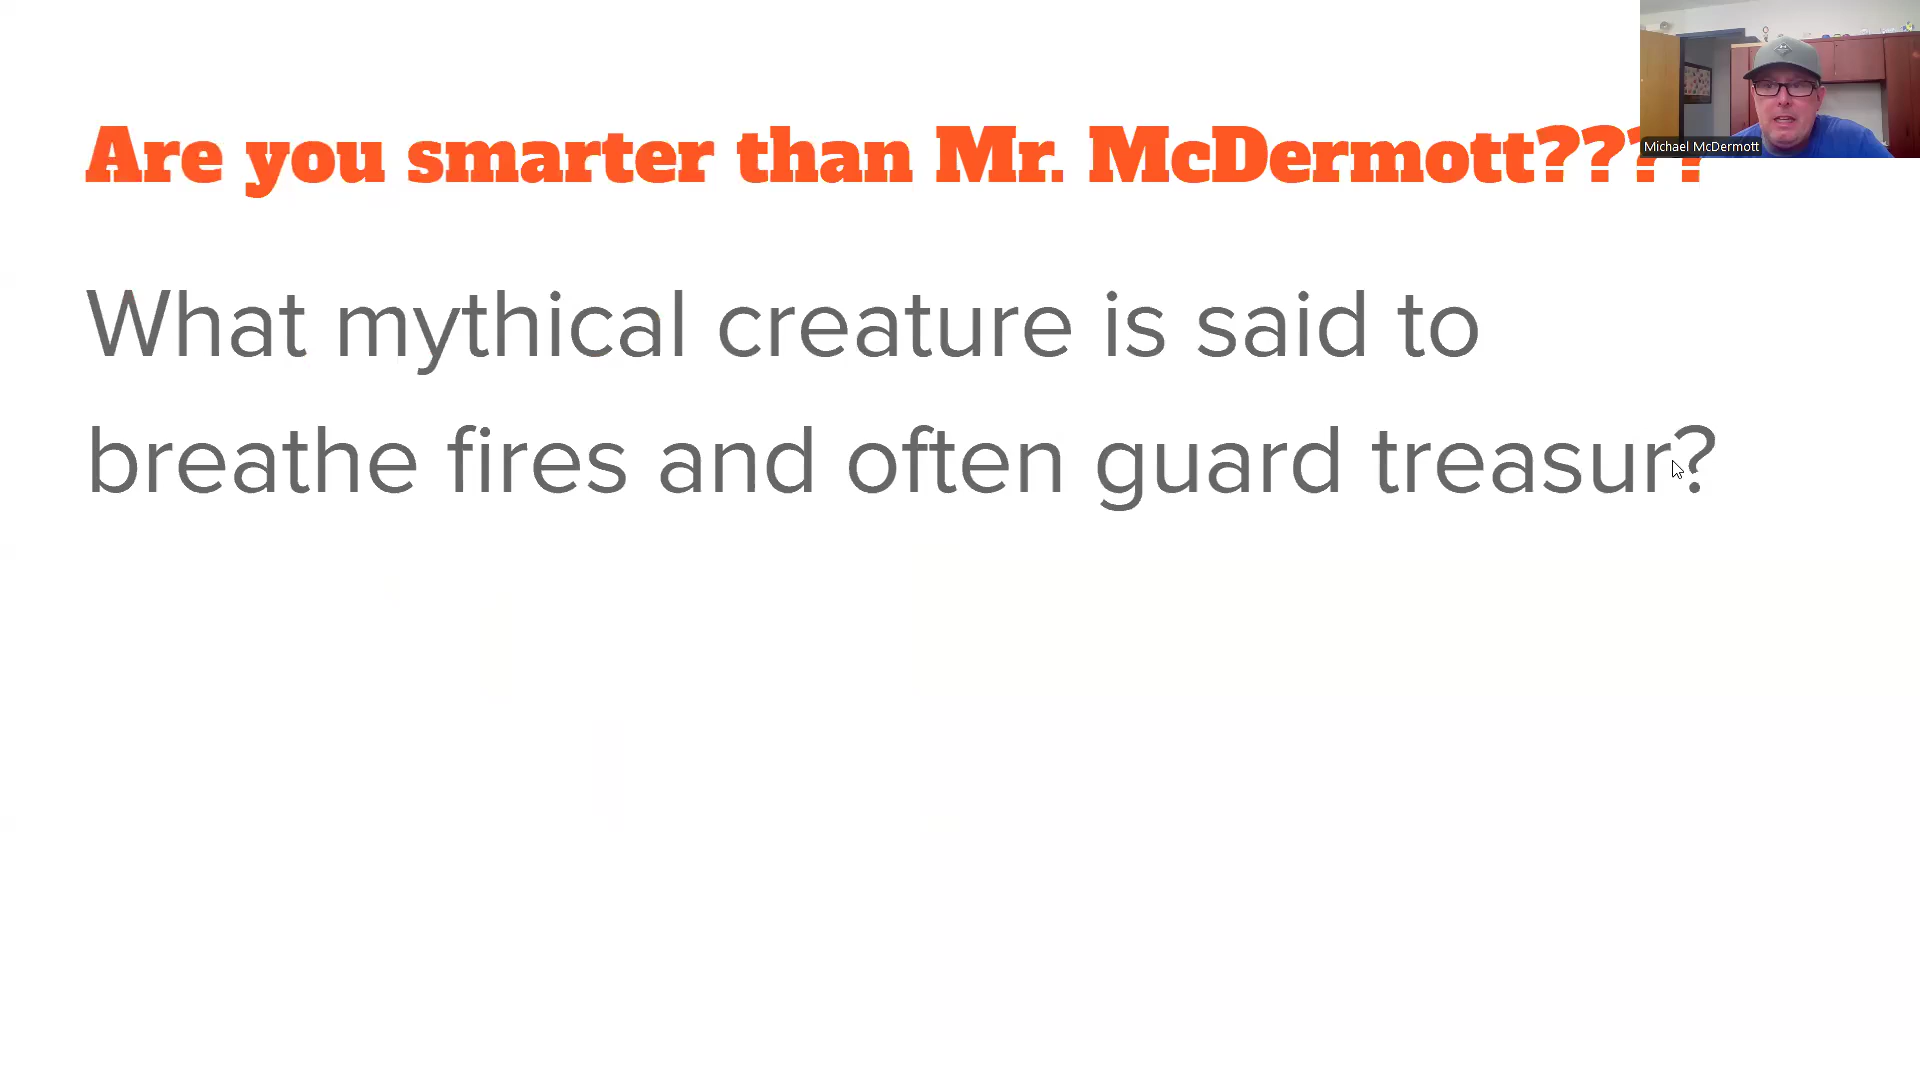 Are you smarter than Mr. McDermott????
Michael McDermott
What mythical creature is said to
breathe fires and often guard treasur?